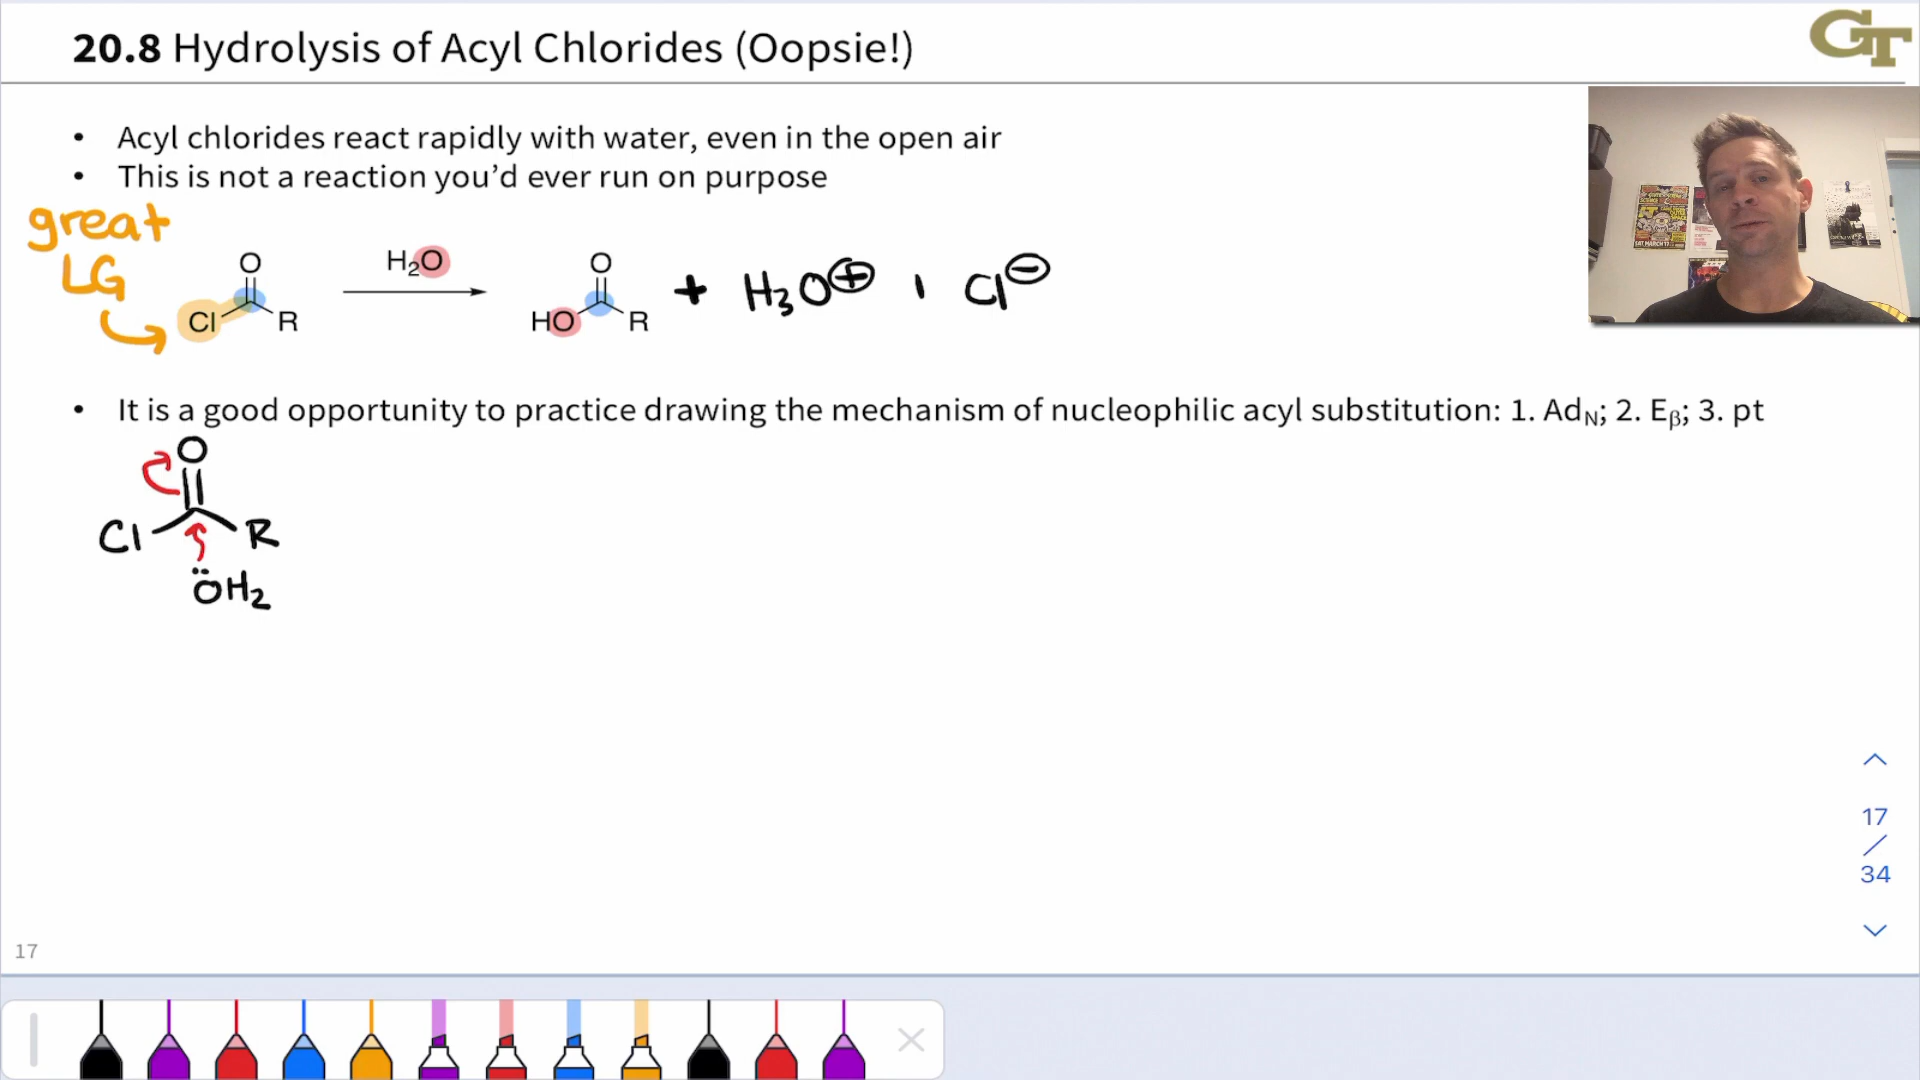 20.8 Hydrolysis of Acyl Chlorides (Oopsie!)
GT
• Acyl chlorides react rapidly with water, even in the open air
• This is not a reaction you’d ever run on purpose
great
LG
O
Cl
R
H₂O
O
HO
R
+ H₃O⊕ , Cl⊖
• It is a good opportunity to practice drawing the mechanism of nucleophilic acyl substitution: 1. Ad_N; 2. E_β; 3. pt
O
Cl
R
ÖH₂
17
/
34
17